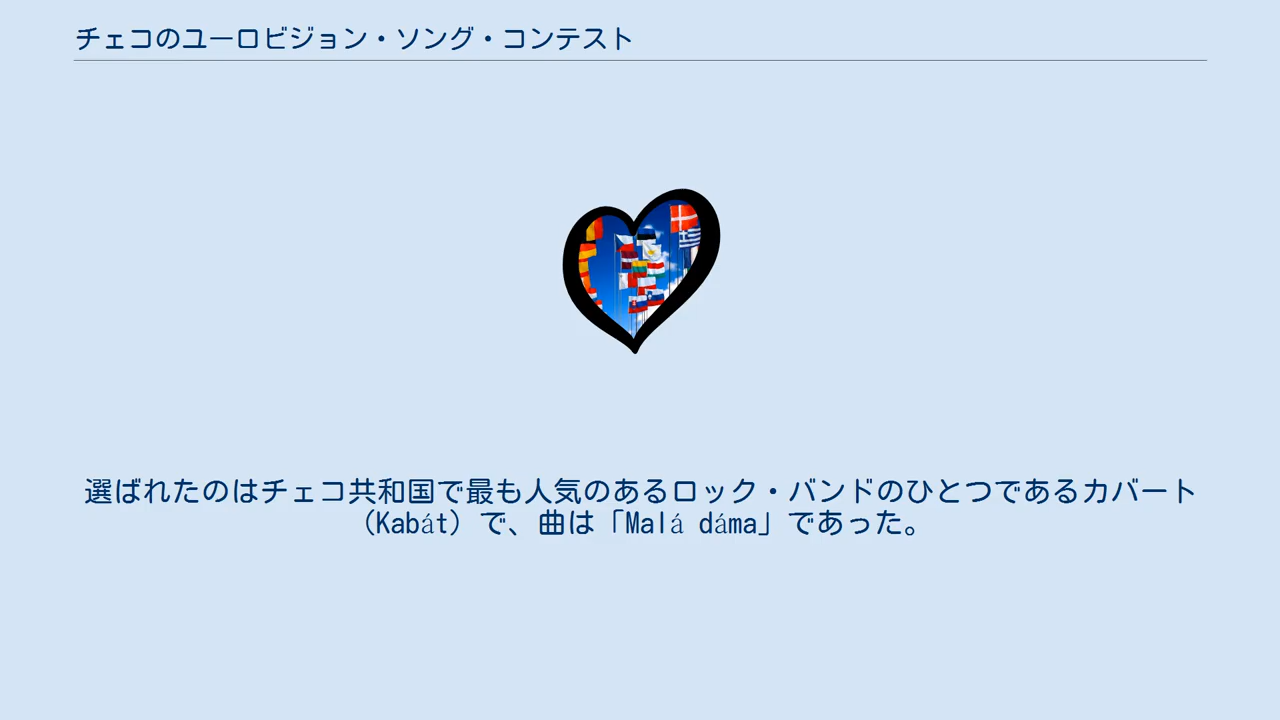 チェコのユーロビジョン・ソング・コンテスト
選ばれたのはチェコ共和国で最も人気のあるロック・バンドのひとつであるカバート
（Kabát）で、曲は「Malá dáma」であった。